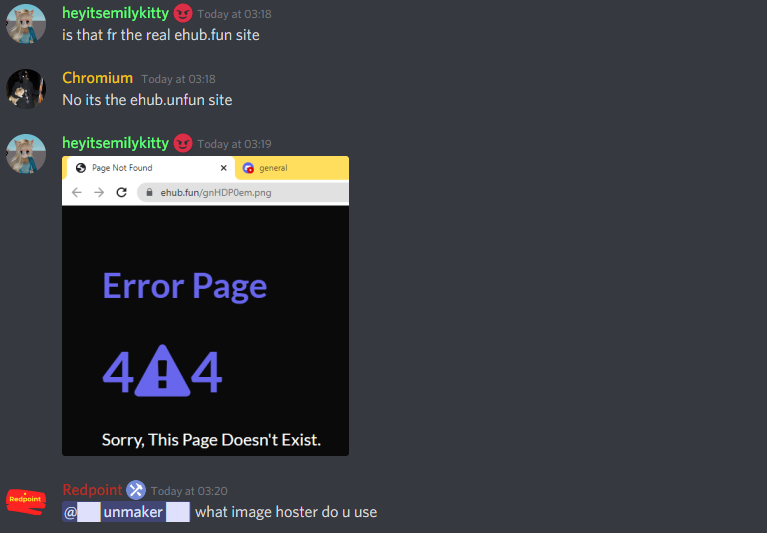 heyitsemilykitty Today at 03:18
is that fr the real ehub.fun site
Chromium Today at 03:18
No its the ehub.unfun site
heyitsemilykitty Today at 03:19
Page Not Found general
ehub.fun/gnHDP0em.png
Error Page
4 4
Sorry, This Page Doesn't Exist.
Redpoint Redpoint Today at 03:20
@ unmaker what image hoster do u use